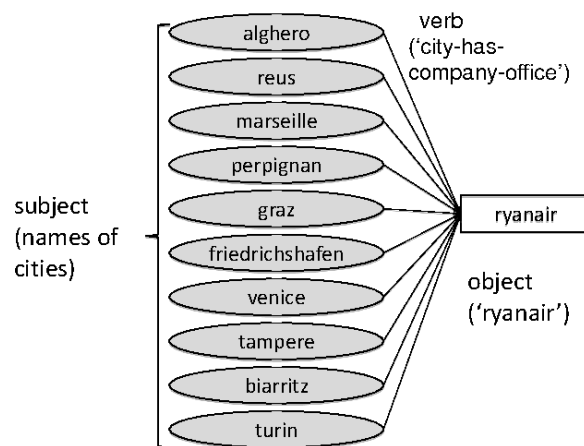 subject
(names of
cities)
alghero
reus
marseille
perpignan
graz
friedrichshafen
venice
tampere
biarritz
turin
verb
('city-has-
company-office')
ryanair
object
('ryanair')